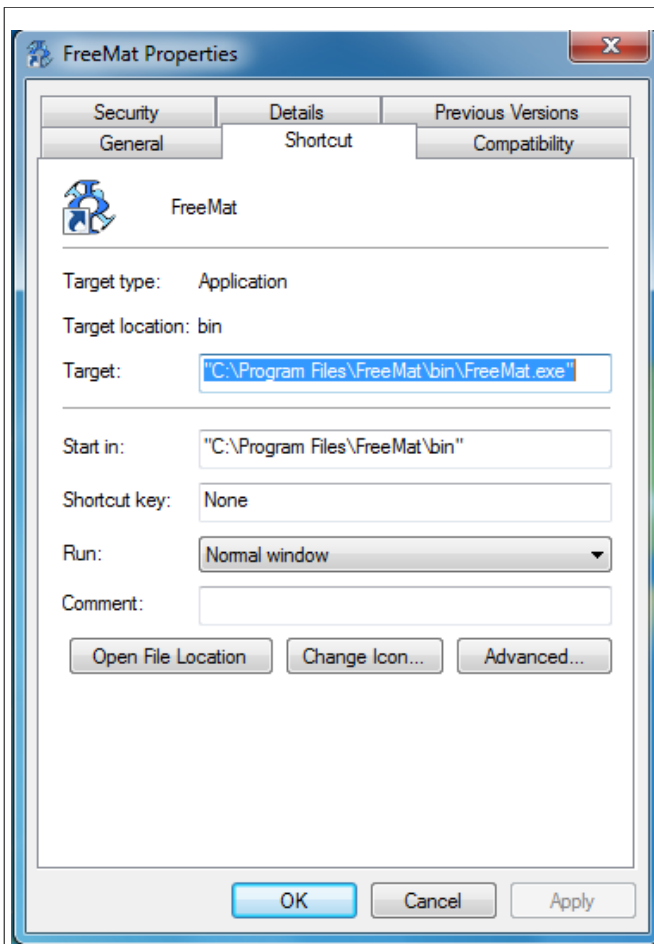 FreeMat Properties
Security Details Previous Versions
General Shortcut Compatibility
FreeMat
Target type: Application
Target location: bin
Target: "C:\Program Files\FreeMat\bin\FreeMat.exe"
Start in: "C:\Program Files\FreeMat\bin"
Shortcut key: None
Run: Normal window
Comment:
Open File Location Change Icon... Advanced...
OK Cancel Apply